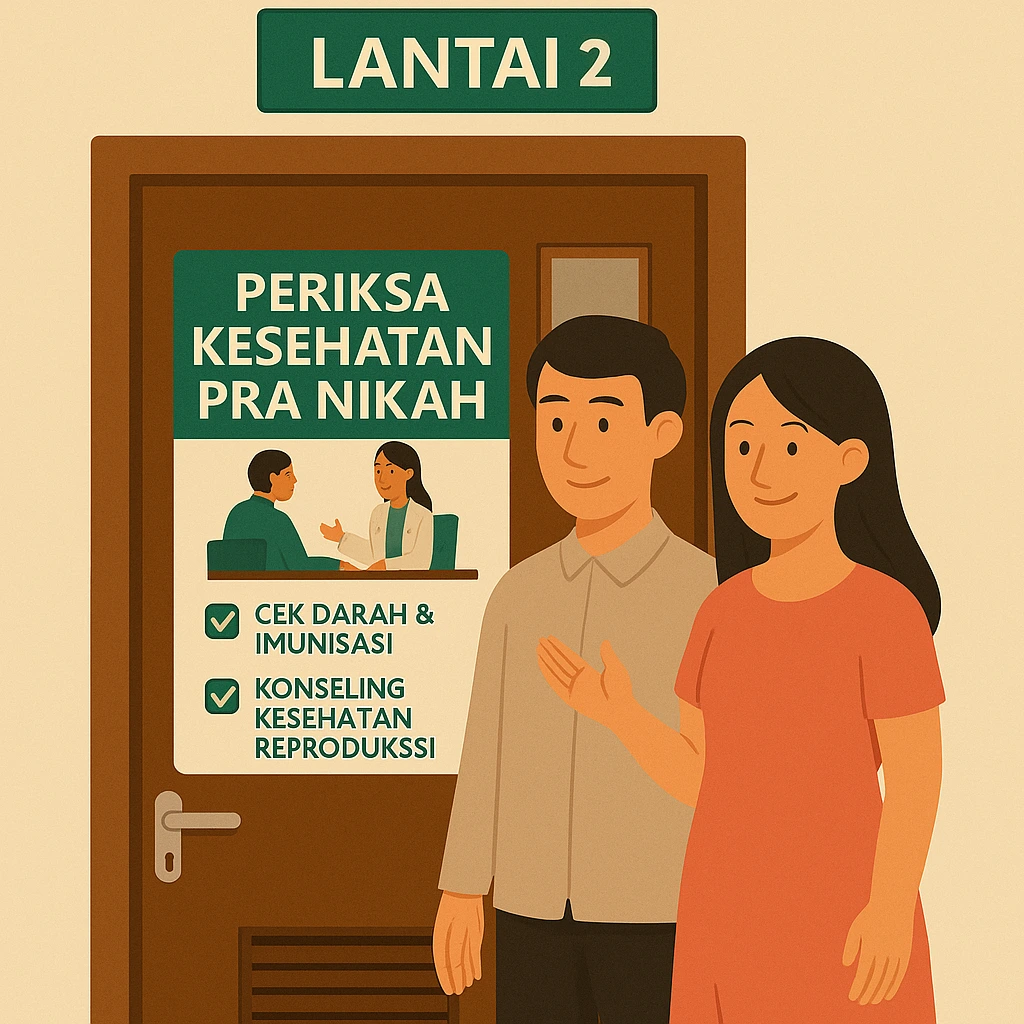 LANTAI 2
PERIKSA
KESEHATAN
PRA NIKAH
CEK DARAH &
IMUNISASI
KONSELING
KESEHATAN
REPRODUKSSI